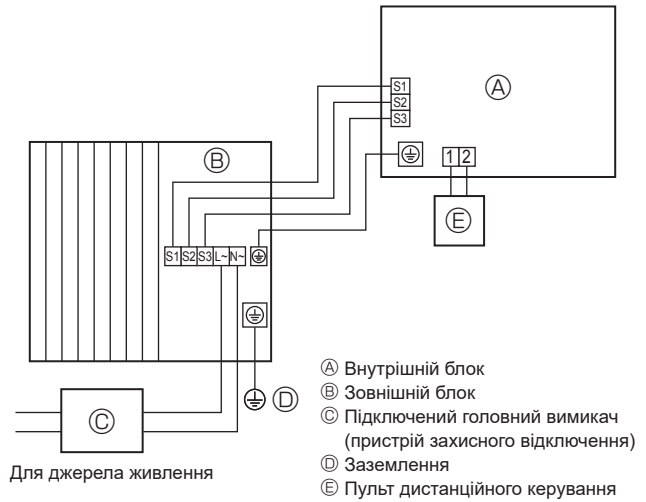 Ⓐ
S1
S2
S3
1 2
Ⓔ
Ⓑ
S1 S2 S3 L~ N~
Ⓓ
Ⓒ
Для джерела живлення
Ⓐ Внутрішній блок
Ⓑ Зовнішній блок
Ⓒ Підключений головний вимикач
(пристрій захисного відключення)
Ⓓ Заземлення
Ⓔ Пульт дистанційного керування